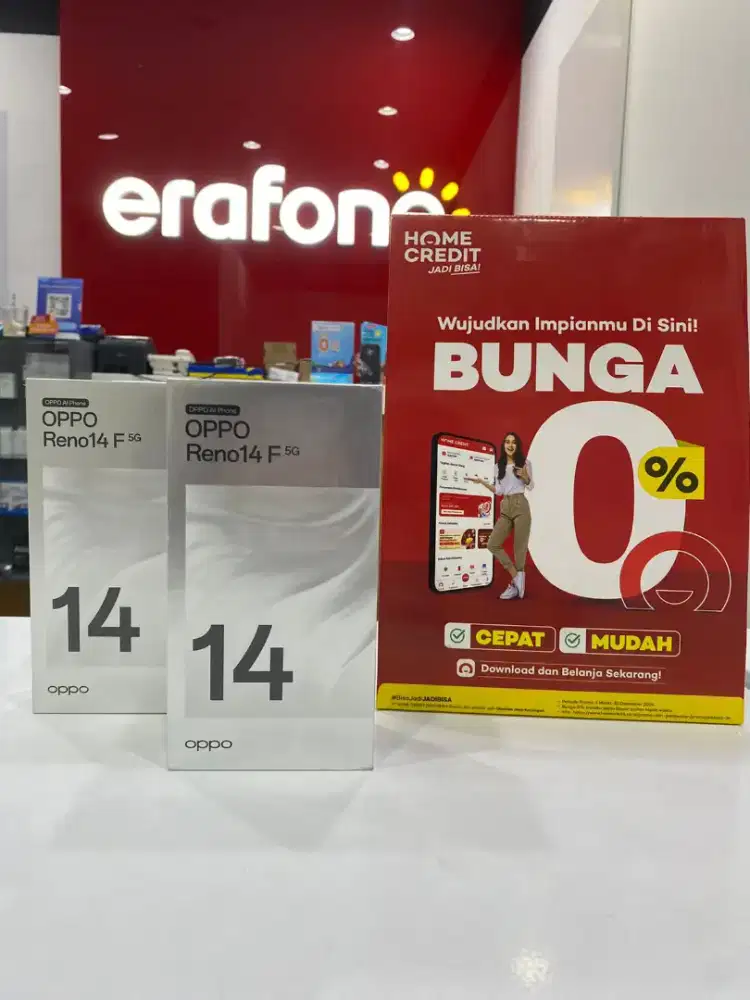 erafone
HOME
CREDIT
JADI BISA!
Wujudkan Impianmu Di Sini!
BUNGA
0%
CEPAT
MUDAH
Download dan Belanja Sekarang!
OPPO AI Phone
OPPO
Reno14 F 5G
14
oppo
OPPO AI Phone
OPPO
Reno14 F 5G
14
oppo